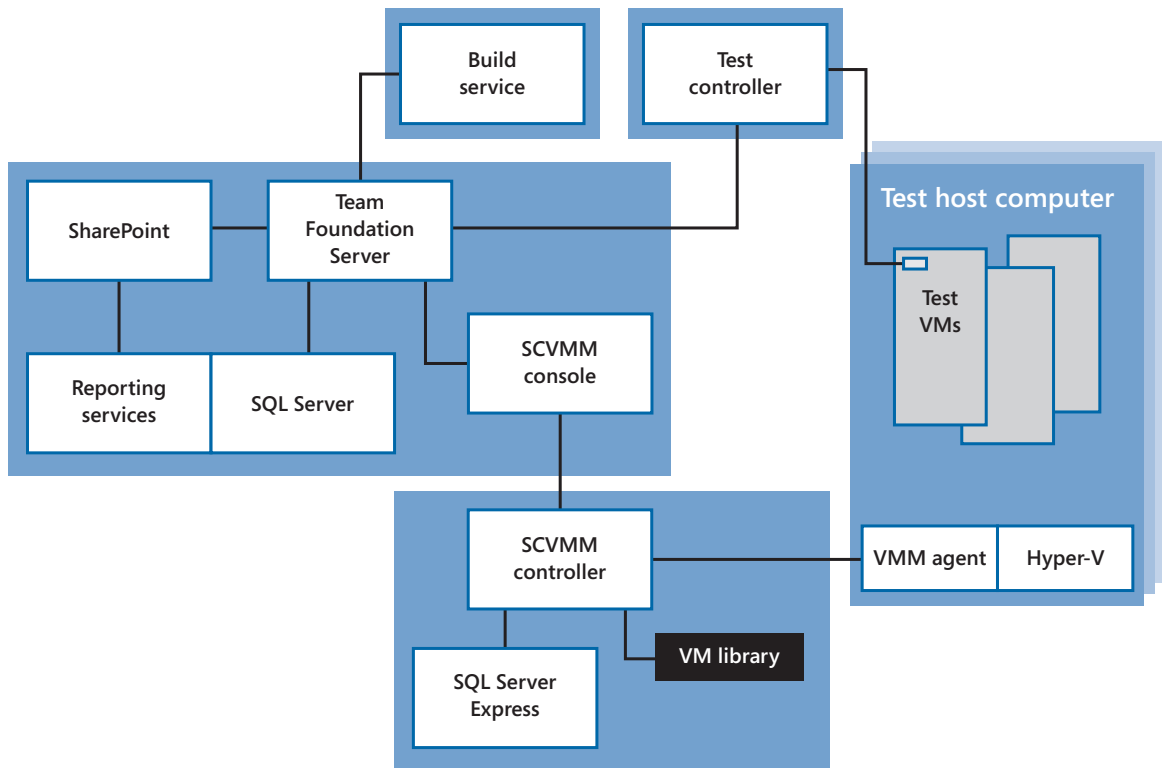 Build
service
Test
controller
SharePoint
Team
Foundation
Server
Test host computer
Test
VMs
Reporting
services
SQL Server
SCVMM
console
SCVMM
controller
VMM agent
Hyper-V
SQL Server
Express
VM library